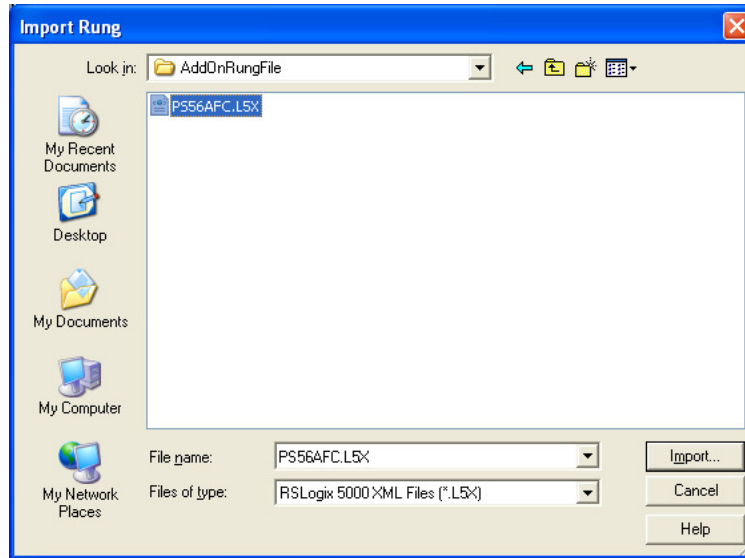 Import Rung
Look in: AddOnRungFile
PS56AFC.L5X
My Recent
Documents
Desktop
My Documents
My Computer
My Network
Places
File name: PS56AFC.L5X
Files of type: RSLogix 5000 XML Files (*.L5X)
Import...
Cancel
Help